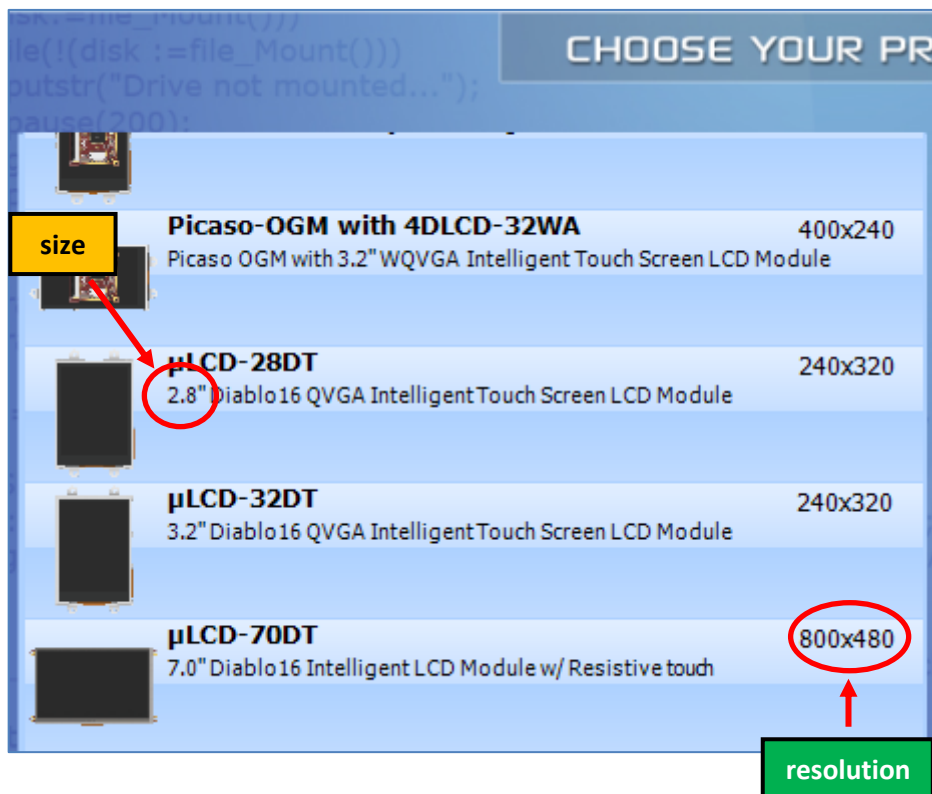 ile(!(disk :=file_Mount()))
CHOOSE YOUR PR
outstr("Drive not mounted...");
pause(200);
size
Picaso-OGM with 4DLCD-32WA 400x240
Picaso OGM with 3.2" WQVGA Intelligent Touch Screen LCD Module
µLCD-28DT 240x320
2.8" Diablo16 QVGA Intelligent Touch Screen LCD Module
µLCD-32DT 240x320
3.2" Diablo16 QVGA Intelligent Touch Screen LCD Module
µLCD-70DT 800x480
7.0" Diablo16 Intelligent LCD Module w/ Resistive touch
resolution